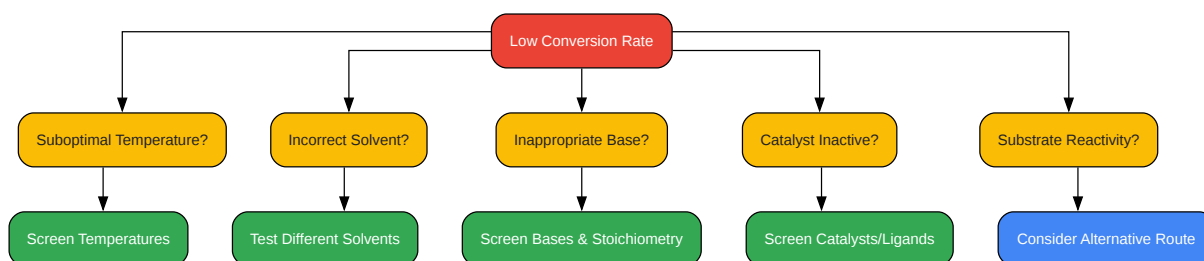 Low Conversion Rate
Suboptimal Temperature?
Incorrect Solvent?
Inappropriate Base?
Catalyst Inactive?
Substrate Reactivity?
Screen Temperatures
Test Different Solvents
Screen Bases & Stoichiometry
Screen Catalysts/Ligands
Consider Alternative Route